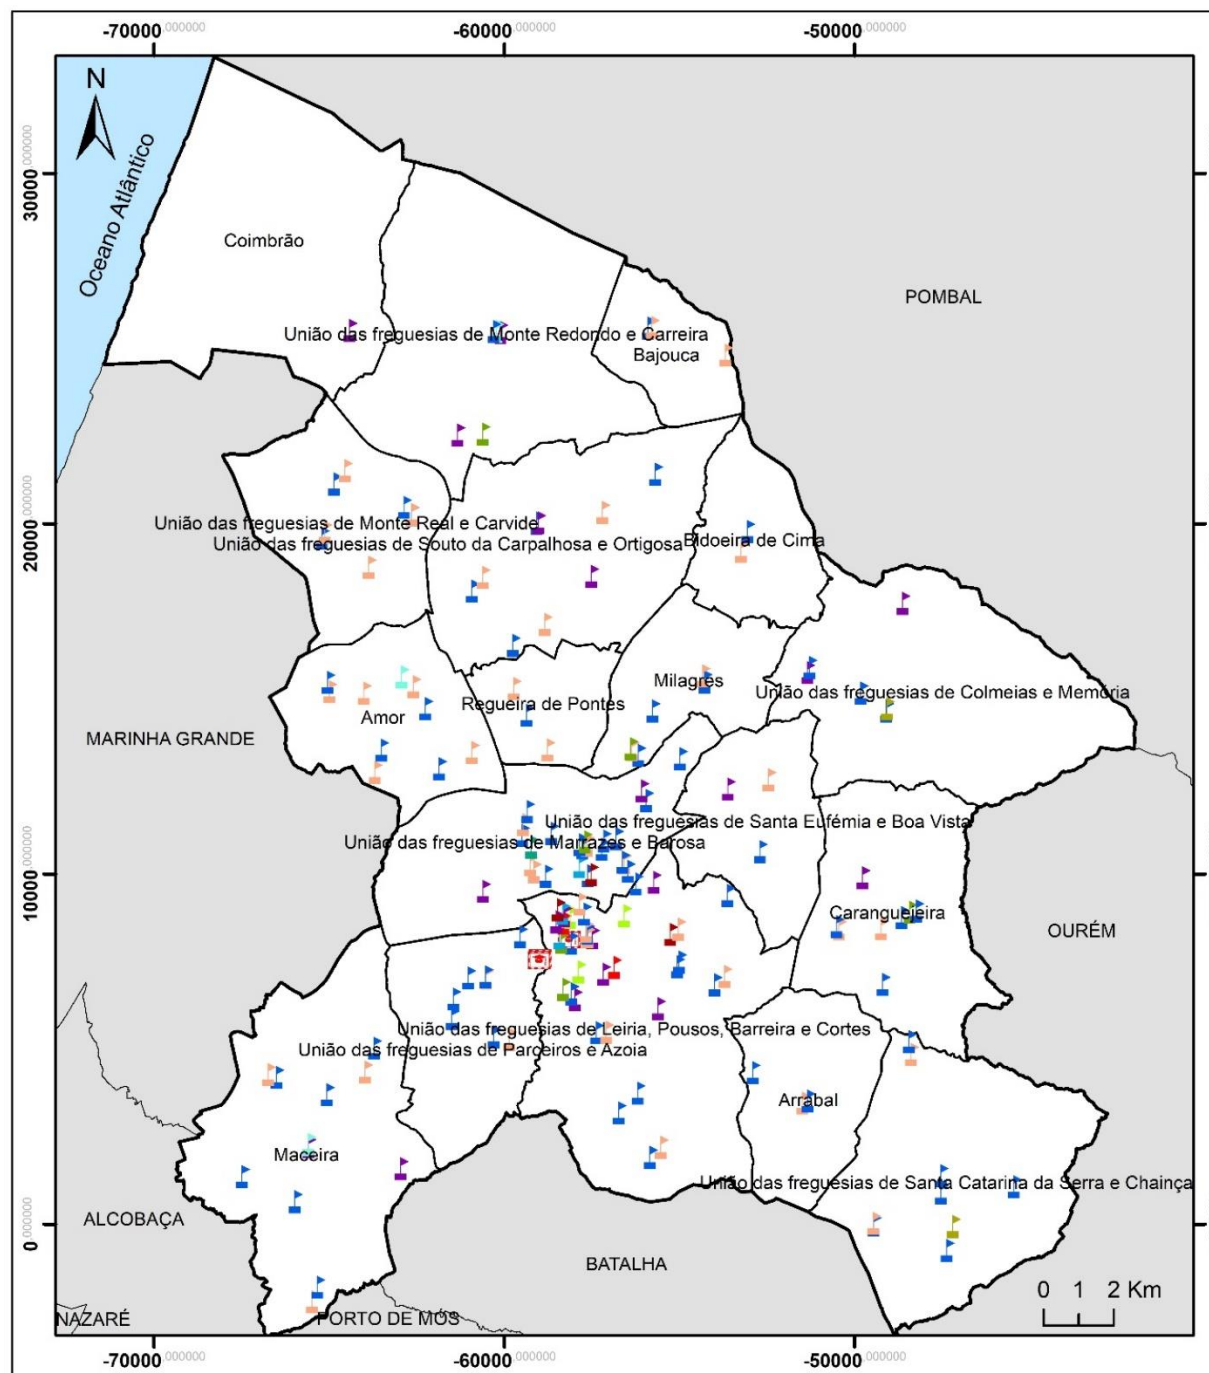 -70000,000000
-60000,000000
-50000,000000
N
30000,000000
Oceano Atlântico
Coimbrão
POMBAL
União das freguesias de Monte Redondo e Carreira
Bajouca
20000,000000
União das freguesias de Monte Real e Carvide
União das freguesias de Souto da Carpalhosa e Ortigosa
Bidoeira de Cima
Milagres
União das freguesias de Colmeias e Memória
Regueira de Pontes
Amor
MARINHA GRANDE
União das freguesias de Santa Eufémia e Boa Vista
União das freguesias de Marrazes e Barosa
10000,000000
Caranguejeira
OURÉM
União das freguesias de Leiria, Pousos, Barreira e Cortes
União das freguesias de Parceiros e Azoia
Arrabal
Maceira
União das freguesias de Santa Catarina da Serra e Chainça
ALCOBAÇA
0,000000
BATALHA
0 1 2 Km
NAZARÉ
PORTO DE MÓS
-70000,000000
-60000,000000
-50000,000000